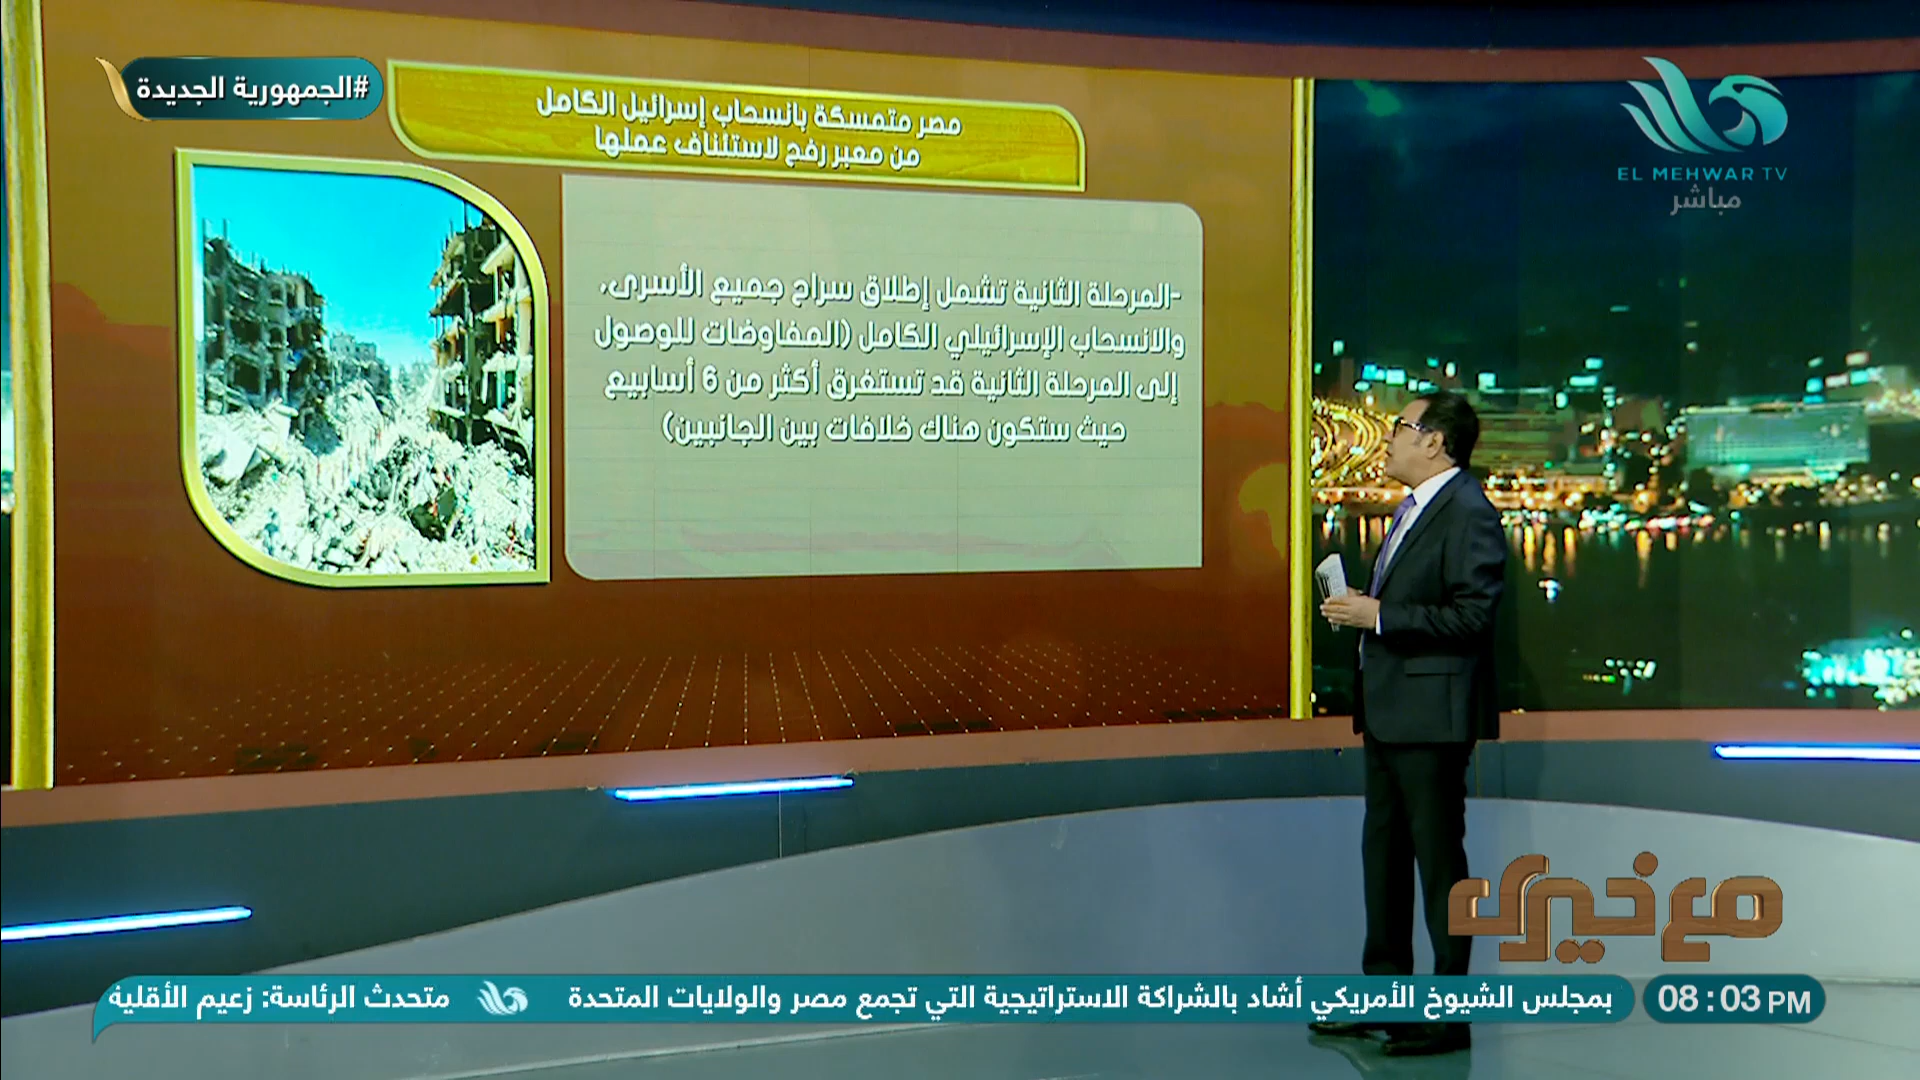 #الجمهورية الجديدة
مصر متمسكة بانسحاب إسرائيل الكامل
من معبر رفح لاستئناف عملها
EL MEHWAR TV
مباشر
-المرحلة الثانية تشمل إطلاق سراح جميع الأسرى،
والانسحاب الإسرائيلي الكامل (المفاوضات للوصول
إلى المرحلة الثانية قد تستغرق أكثر من 6 أسابيع
حيث ستكون هناك خلافات بين الجانبين)
مع خيري
بمجلس الشيوخ الأمريكي أشاد بالشراكة الاستراتيجية التي تجمع مصر والولايات المتحدة
متحدث الرئاسة: زعيم الأقلية
08:03 PM